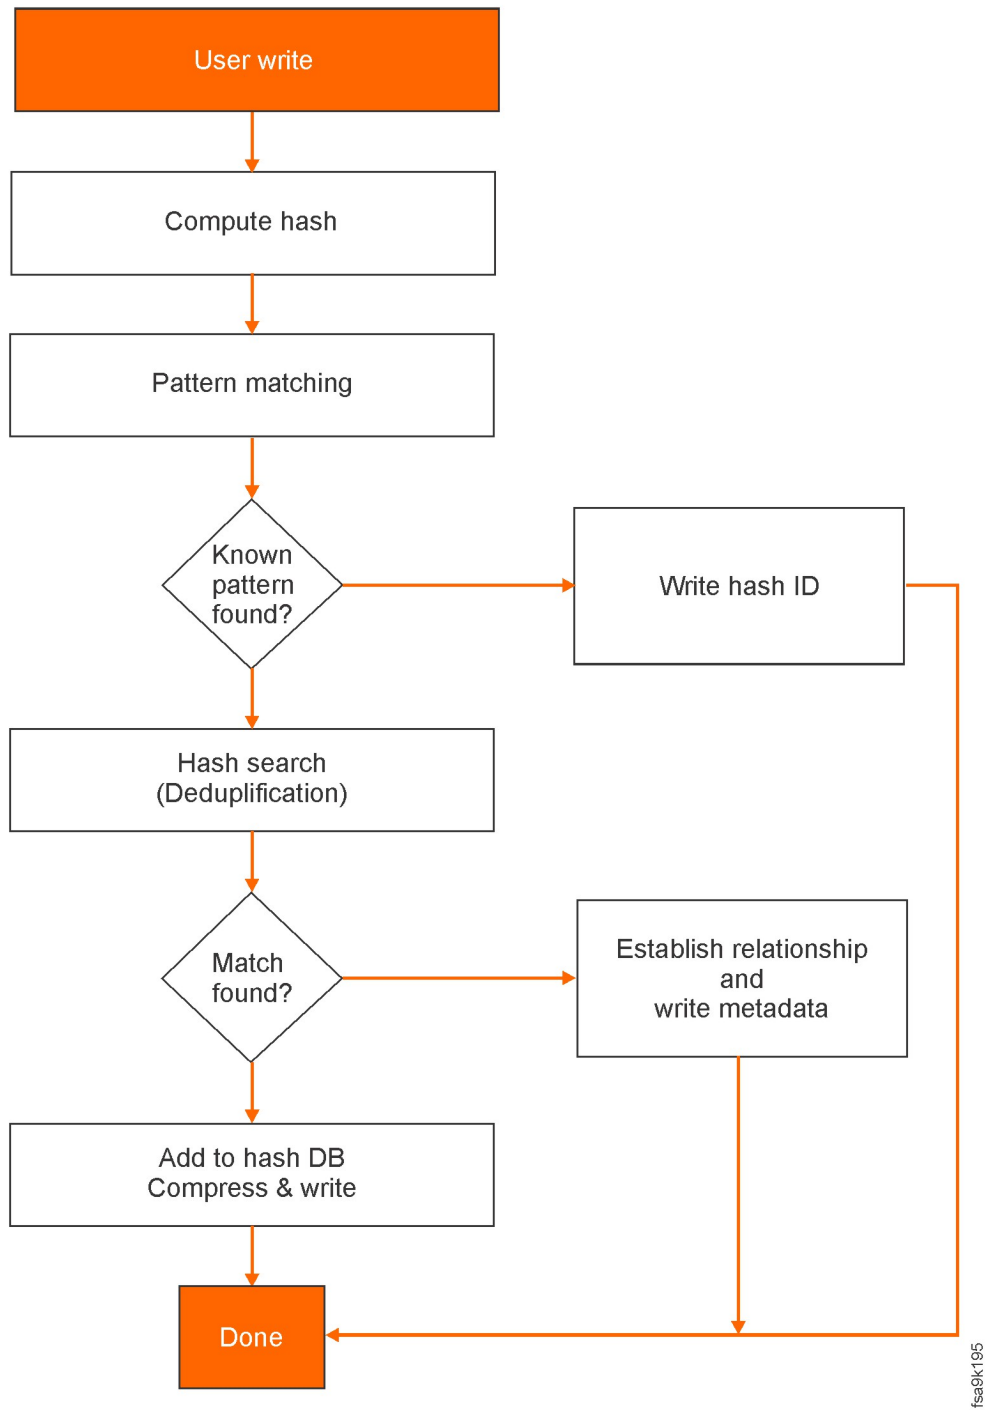 User write
Compute hash
Pattern matching
Known
pattern
found?
Write hash ID
Hash search
(Deduplification)
Match
found?
Establish relationship
and
write metadata
Add to hash DB
Compress & write
Done
fsa9k195